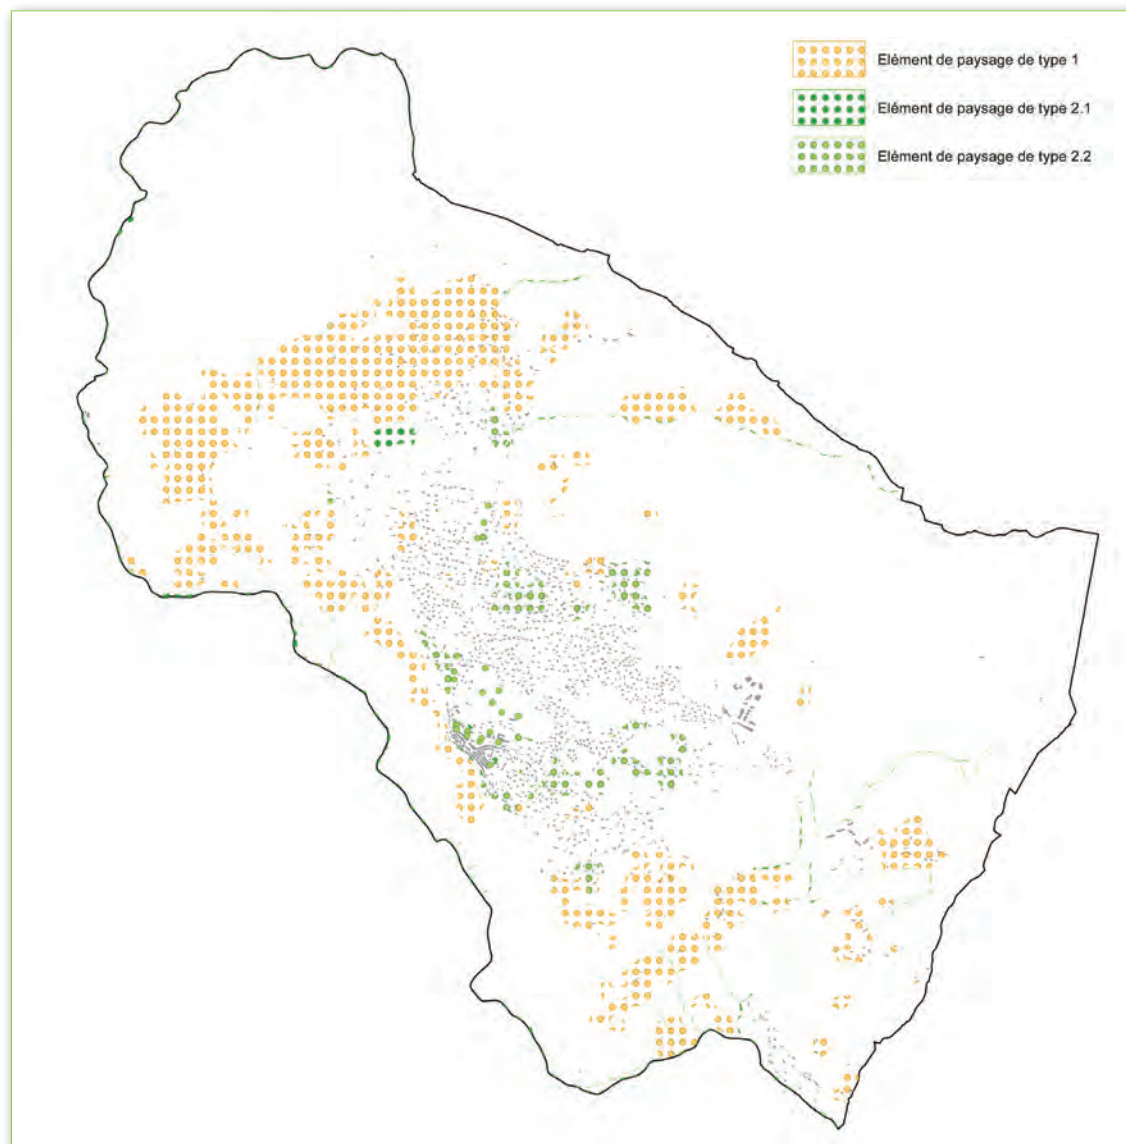 Elément de paysage de type 1
Elément de paysage de type 2.1
Elément de paysage de type 2.2